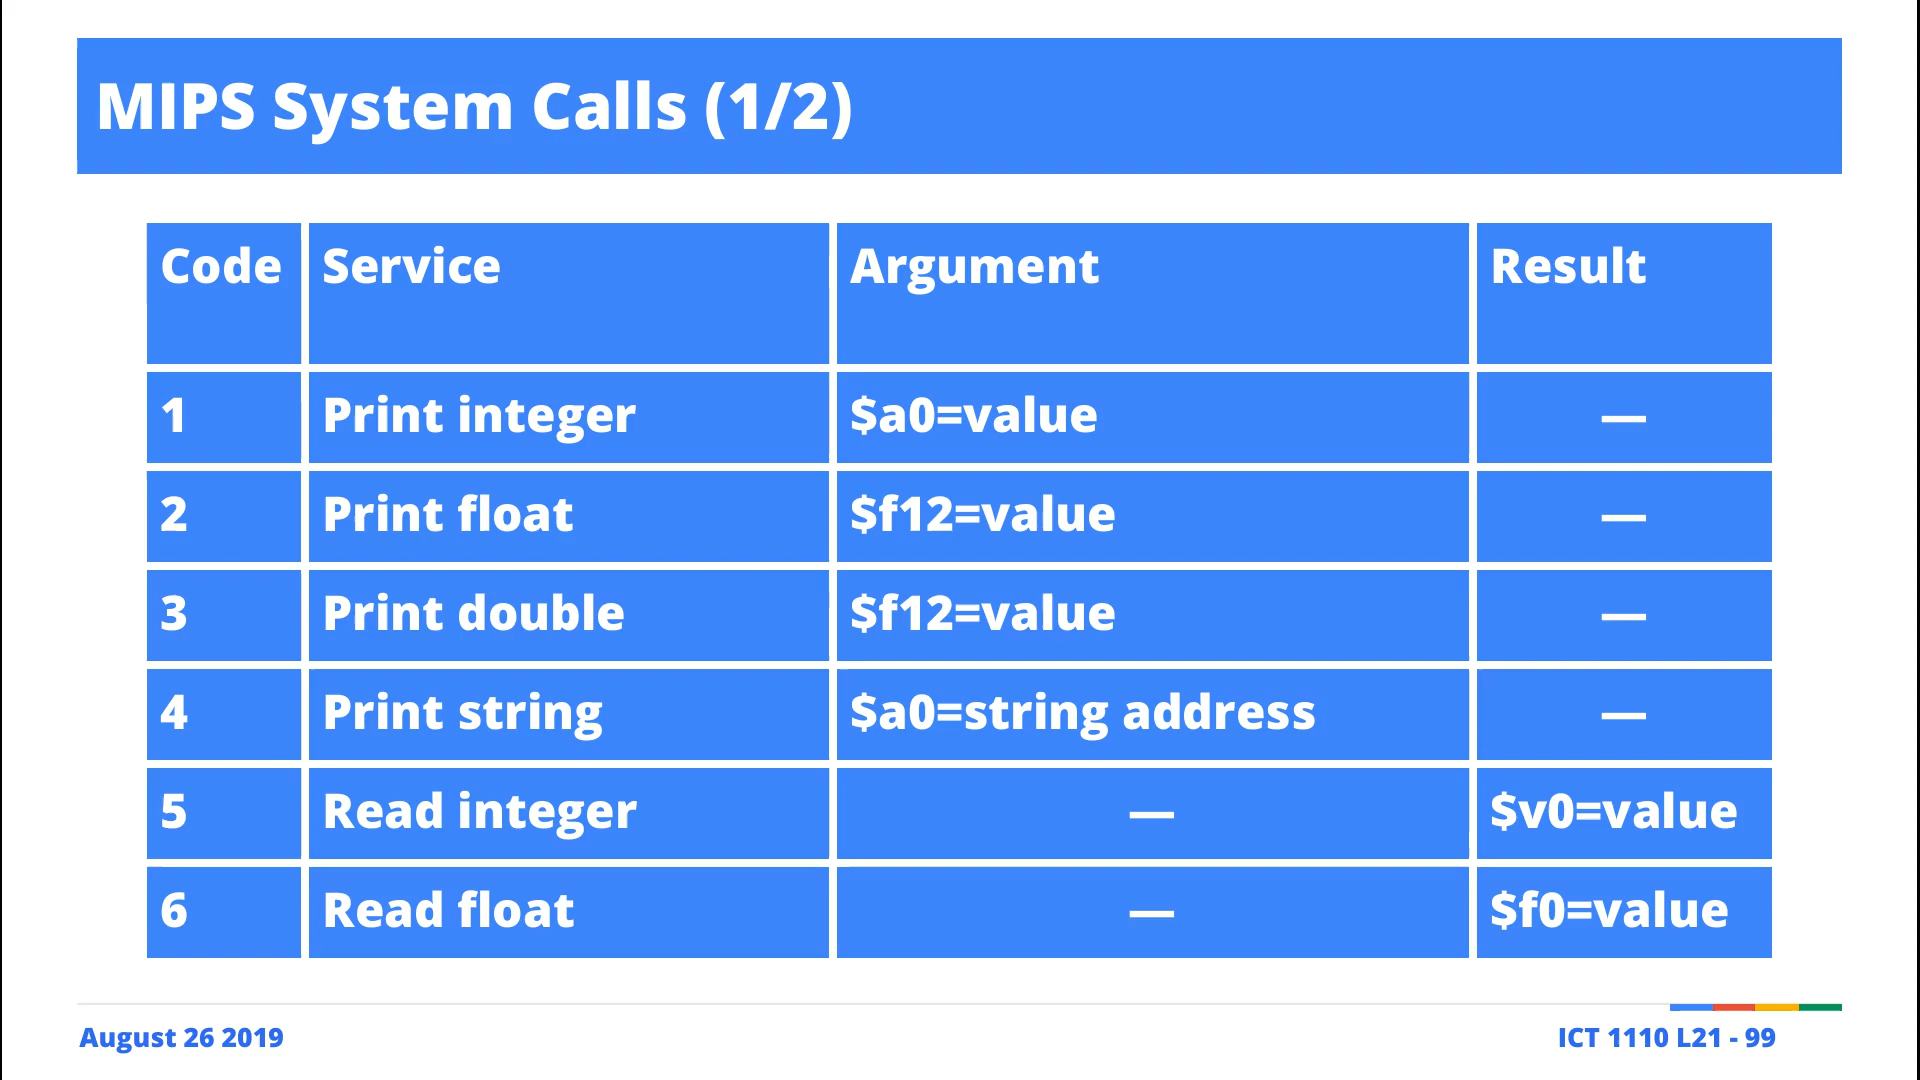 MIPS System Calls (1/2)
Code Service Argument Result
1 Print integer $a0=value —
2 Print float $f12=value —
3 Print double $f12=value —
4 Print string $a0=string address —
5 Read integer — $v0=value
6 Read float — $f0=value
August 26 2019 ICT 1110 L21 - 99